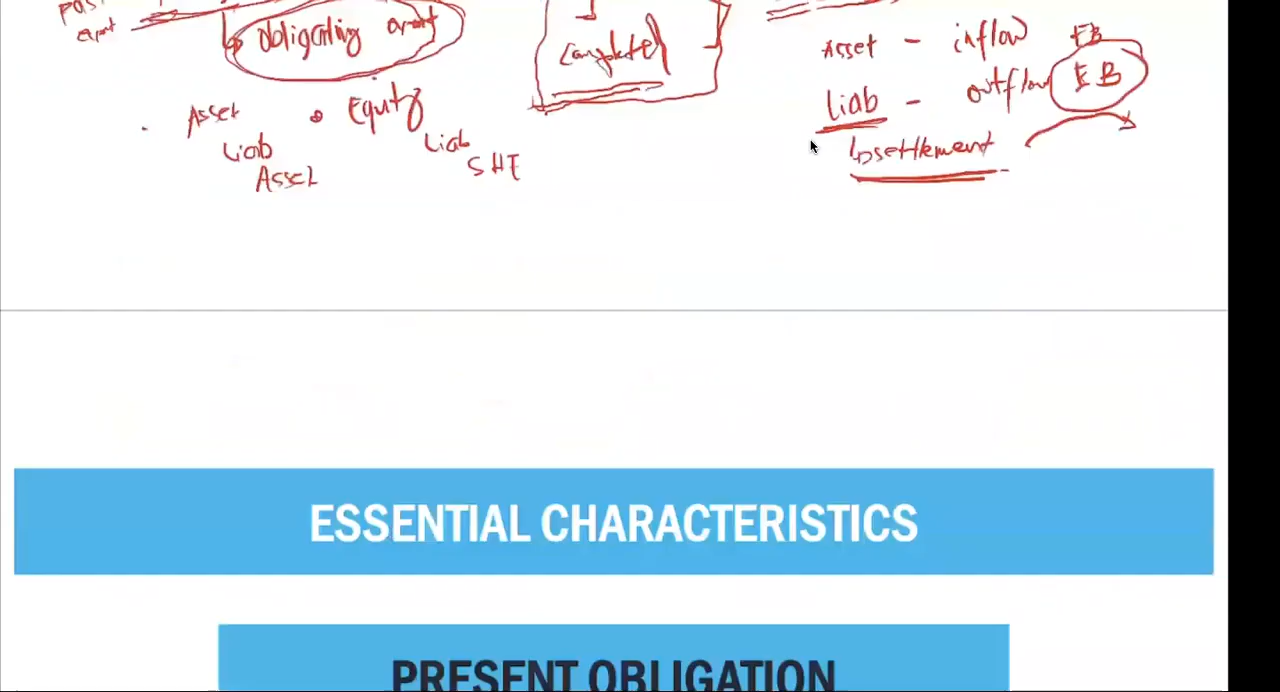 past
obligating event
completed
Asset - inflow EB
Liab - outflow EB
↳ settlement
Asset • Equity
Liab Liab
Asset SHE
ESSENTIAL CHARACTERISTICS
PRESENT OBLIGATION